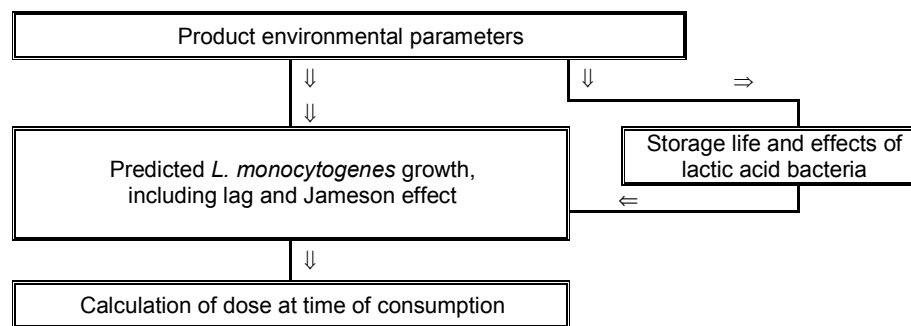 Product environmental parameters
⇓ ⇓ ⇒
⇓
Predicted L. monocytogenes growth,
including lag and Jameson effect
Storage life and effects of
lactic acid bacteria
⇐
⇓
Calculation of dose at time of consumption